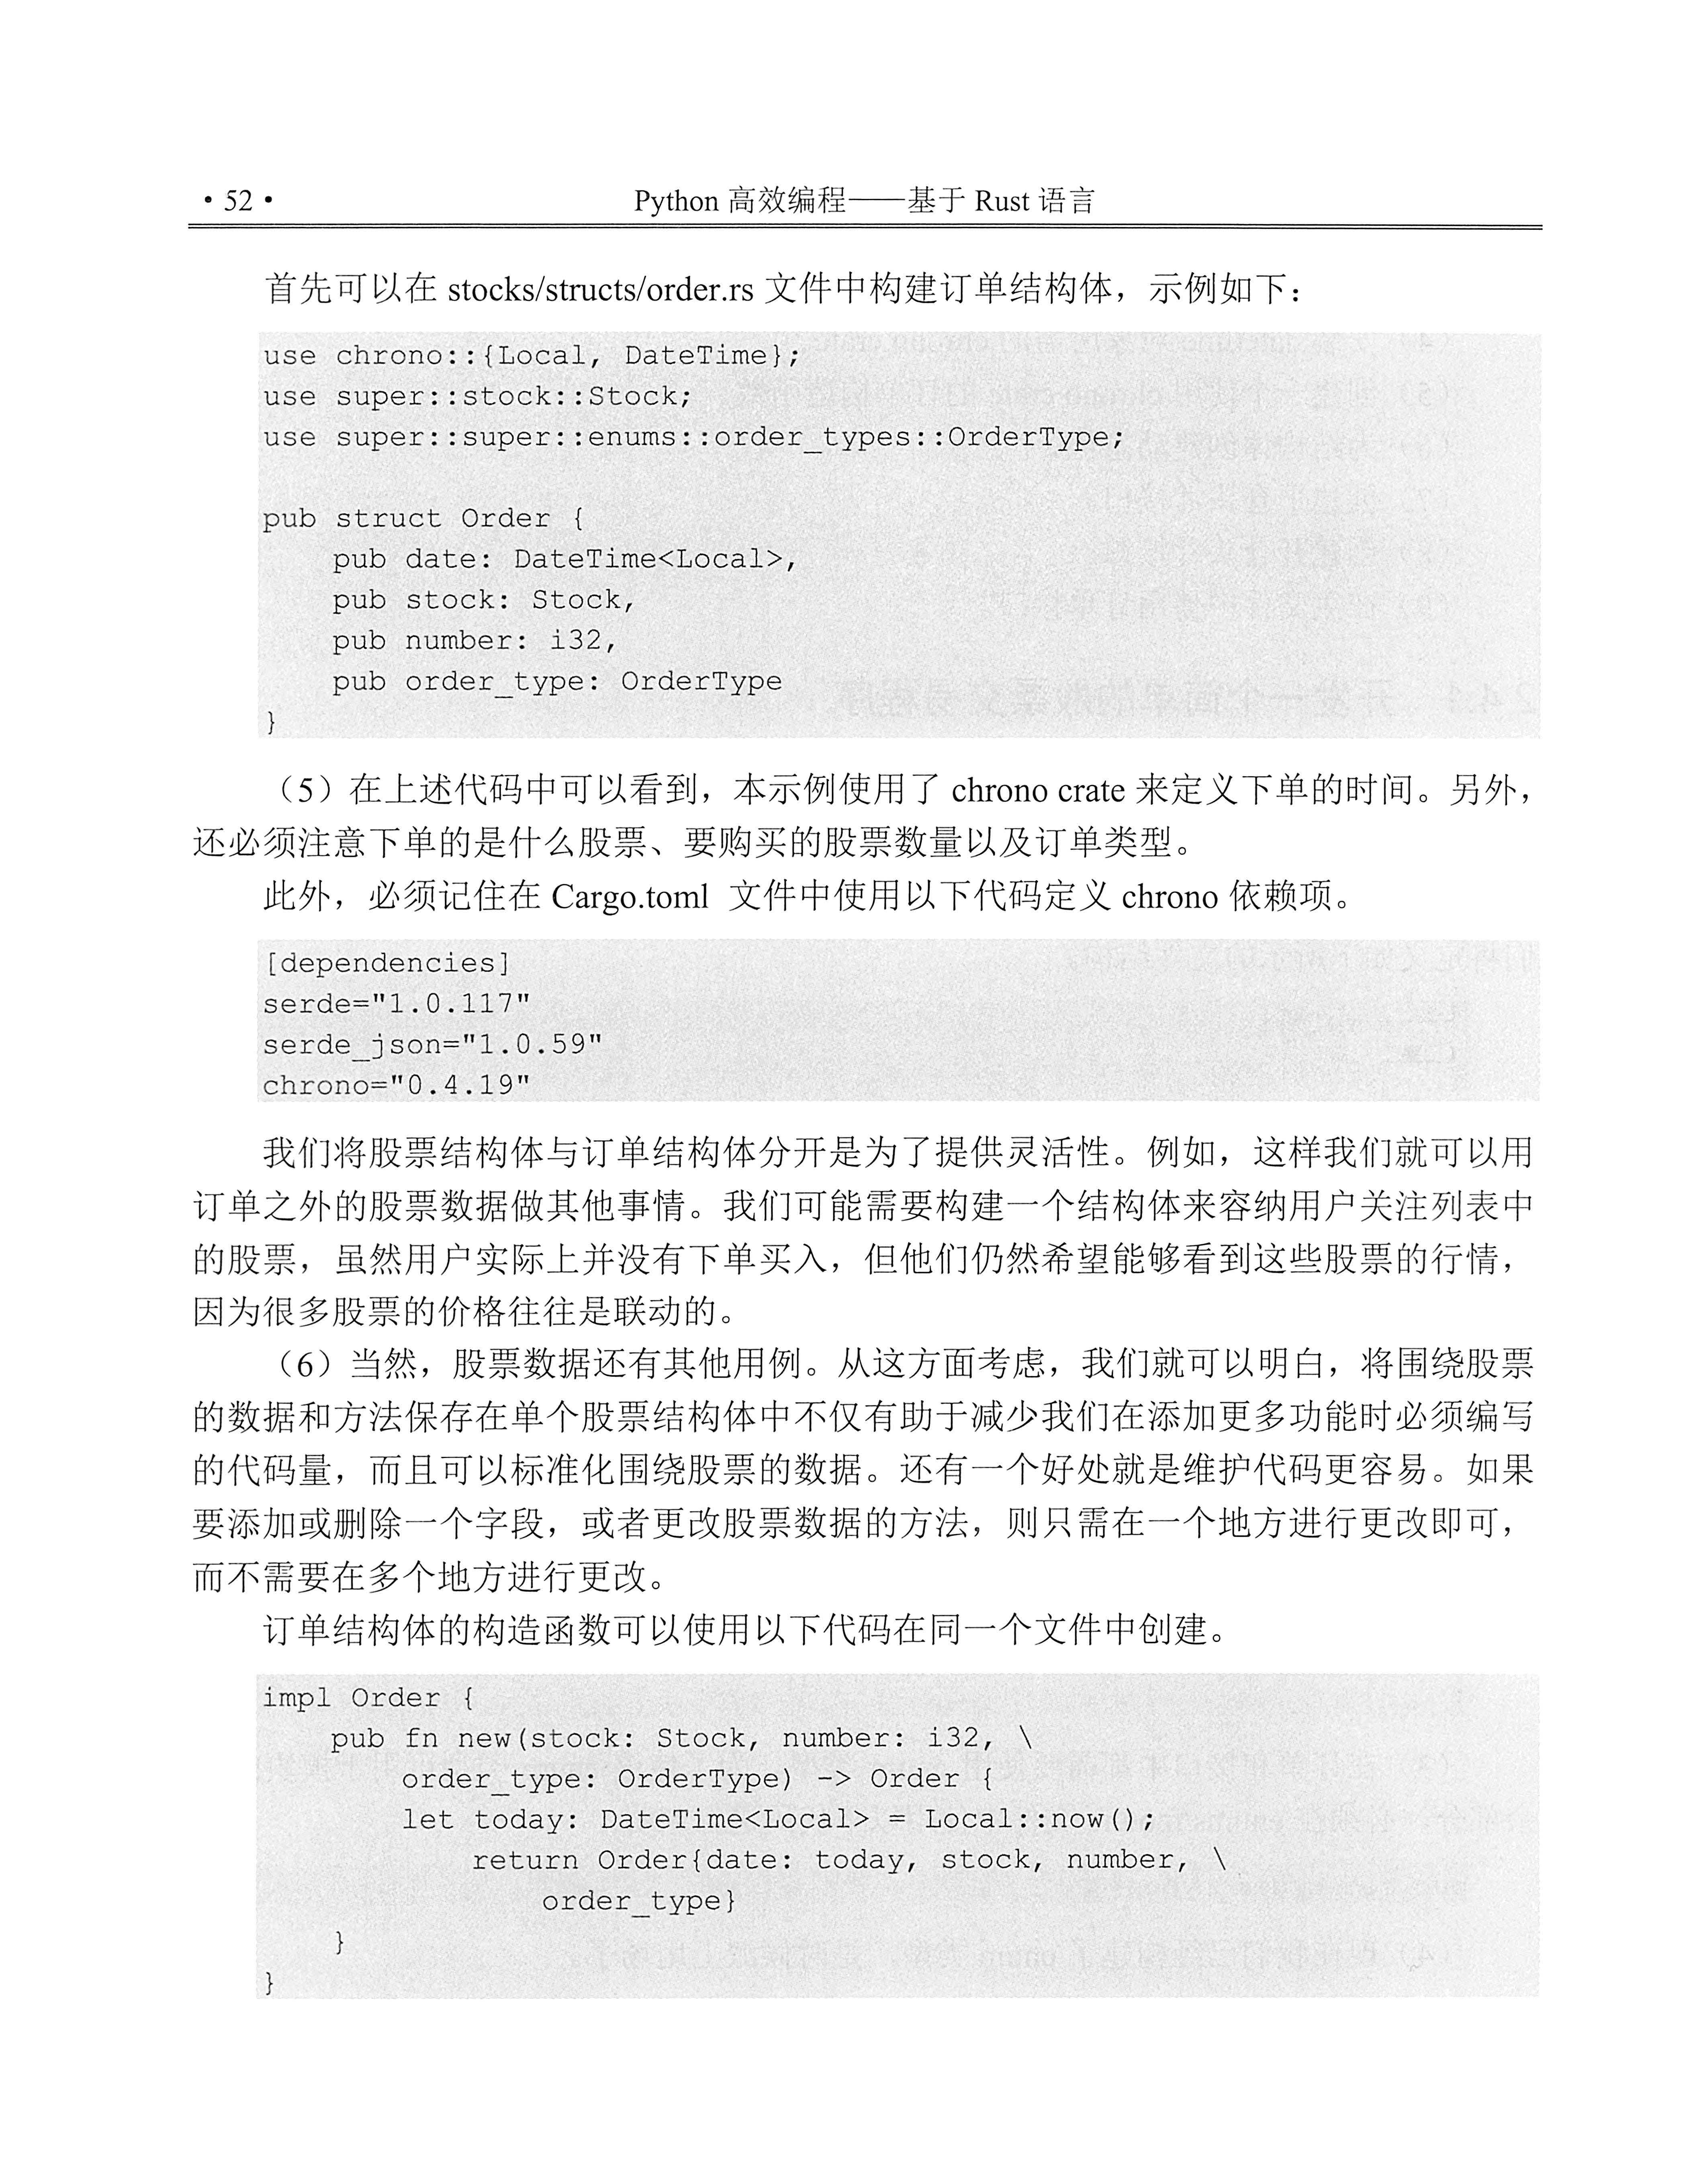 • 52 •
Python 高效编程——基于 Rust 语言
首先可以在 stocks/structs/order.rs 文件中构建订单结构体，示例如下：
use chrono::{Local, DateTime};
use super::stock::Stock;
use super::super::enums::order_types::OrderType;
pub struct Order {
    pub date: DateTime<Local>,
    pub stock: Stock,
    pub number: i32,
    pub order_type: OrderType
}
（5）在上述代码中可以看到，本示例使用了 chrono crate 来定义下单的时间。另外，
还必须注意下单的是什么股票、要购买的股票数量以及订单类型。
此外，必须记住在 Cargo.toml 文件中使用以下代码定义 chrono 依赖项。
[dependencies]
serde="1.0.117"
serde_json="1.0.59"
chrono="0.4.19"
我们将股票结构体与订单结构体分开是为了提供灵活性。例如，这样我们就可以用
订单之外的股票数据做其他事情。我们可能需要构建一个结构体来容纳用户关注列表中
的股票，虽然用户实际上并没有下单买入，但他们仍然希望能够看到这些股票的行情，
因为很多股票的价格往往是联动的。
（6）当然，股票数据还有其他用例。从这方面考虑，我们就可以明白，将围绕股票
的数据和方法保存在单个股票结构体中不仅有助于减少我们在添加更多功能时必须编写
的代码量，而且可以标准化围绕股票的数据。还有一个好处就是维护代码更容易。如果
要添加或删除一个字段，或者更改股票数据的方法，则只需在一个地方进行更改即可，
而不需要在多个地方进行更改。
订单结构体的构造函数可以使用以下代码在同一个文件中创建。
impl Order {
    pub fn new(stock: Stock, number: i32, \
        order_type: OrderType) -> Order {
        let today: DateTime<Local> = Local::now();
            return Order{date: today, stock, number, \
                order_type}
    }
}